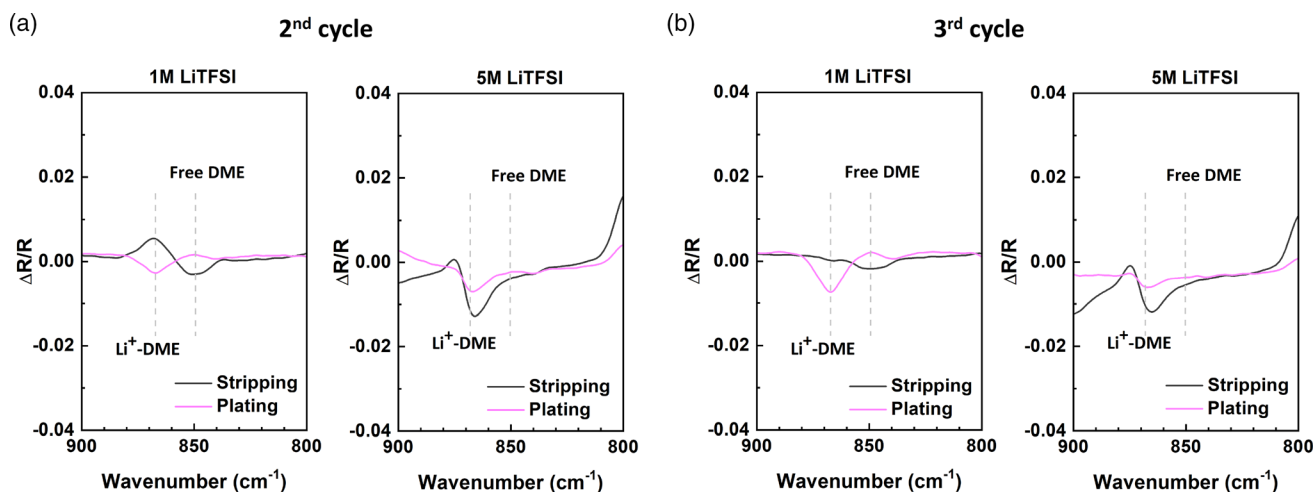 (a)
2nd cycle
1M LiTFSI
0.04
0.02
0.00
-0.02
-0.04
ΔR/R
Free DME
Li+-DME
Stripping
Plating
900
850
800
Wavenumber (cm-1)
5M LiTFSI
0.04
0.02
0.00
-0.02
-0.04
ΔR/R
Free DME
Li+-DME
Stripping
Plating
900
850
800
Wavenumber (cm-1)
(b)
3rd cycle
1M LiTFSI
0.04
0.02
0.00
-0.02
-0.04
ΔR/R
Free DME
Li+-DME
Stripping
Plating
900
850
800
Wavenumber (cm-1)
5M LiTFSI
0.04
0.02
0.00
-0.02
-0.04
ΔR/R
Free DME
Li+-DME
Stripping
Plating
900
850
800
Wavenumber (cm-1)